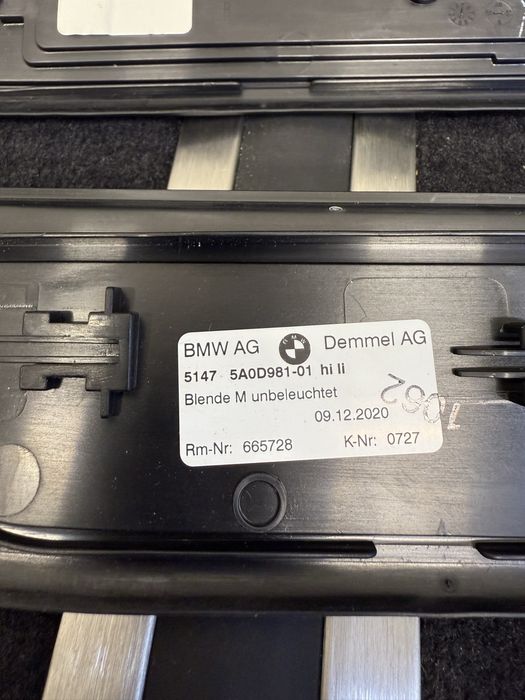 BMW AG BMW Demmel AG
5147 5A0D981-01 hi li
Blende M unbeleuchtet
09.12.2020
Rm-Nr: 665728 K-Nr: 0727